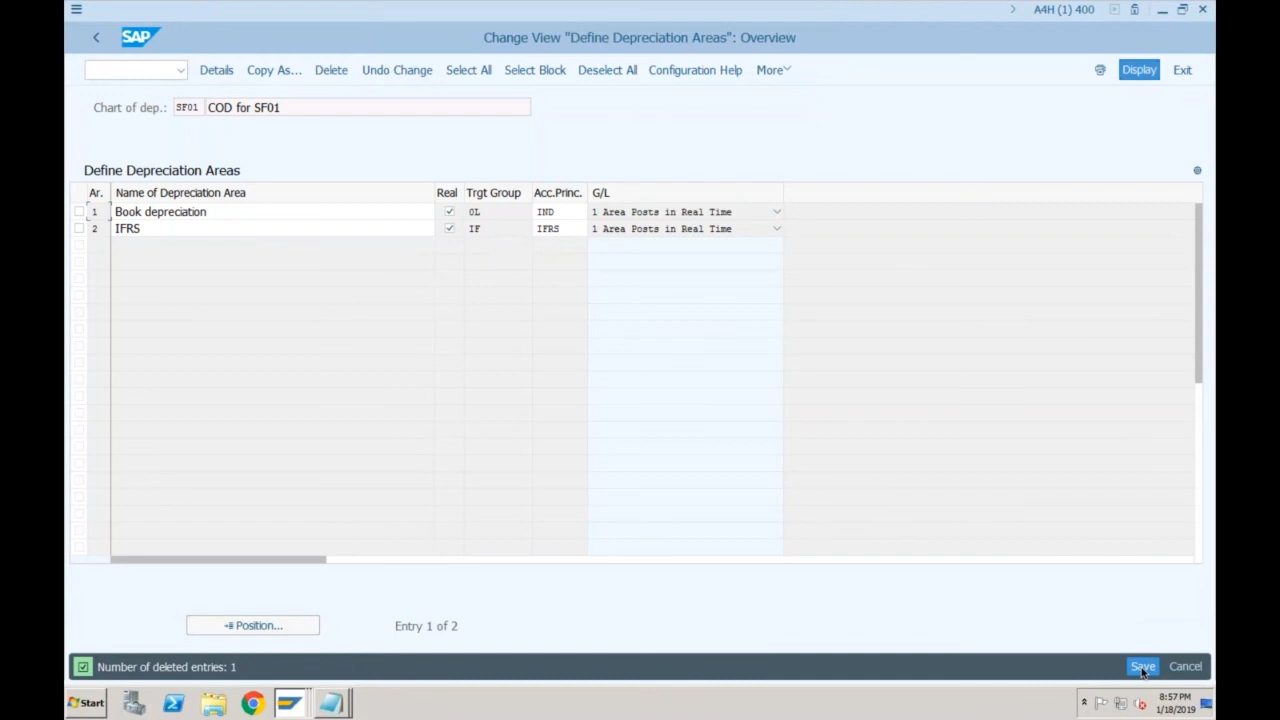 A4H (1) 400
SAP Change View "Define Depreciation Areas": Overview
Details Copy As... Delete Undo Change Select All Select Block Deselect All Configuration Help More Display Exit
Chart of dep.: SF01 COD for SF01
Define Depreciation Areas
Ar. Name of Depreciation Area Real Trgt Group Acc.Princ. G/L
1 Book depreciation 0L IND 1 Area Posts in Real Time
2 IFRS IF IFRS 1 Area Posts in Real Time
Position... Entry 1 of 2
Number of deleted entries: 1 Save Cancel
Start 8:57 PM
1/18/2019